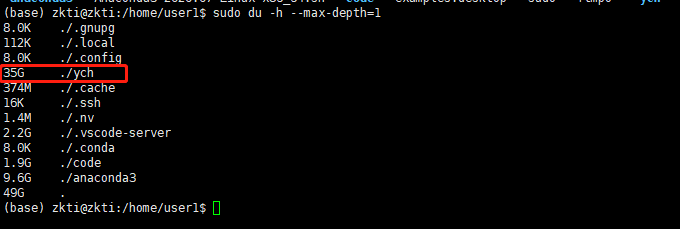 (base) zkti@zkti:/home/user1$ sudo du -h --max-depth=1
8.0K ./.gnupg
112K ./.local
8.0K ./.config
35G ./ych
374M ./.cache
16K ./.ssh
1.4M ./.nv
2.2G ./.vscode-server
8.0K ./.conda
1.9G ./code
9.6G ./anaconda3
49G .
(base) zkti@zkti:/home/user1$